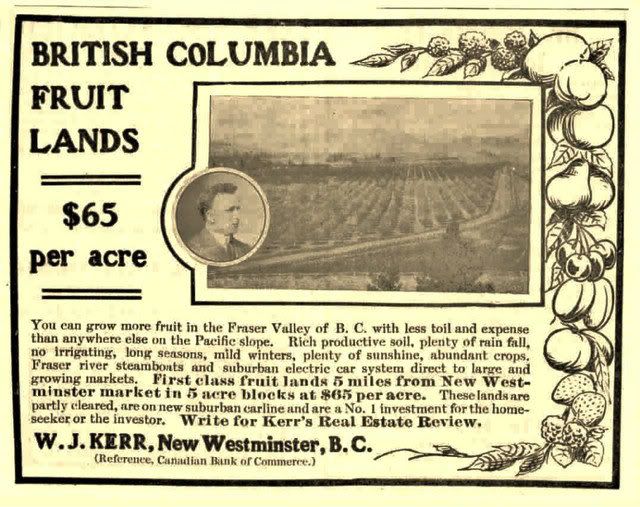 BRITISH COLUMBIA
FRUIT
LANDS
$65
per acre
You can grow more fruit in the Fraser Valley of B. C. with less toil and expense
than anywhere else on the Pacific slope. Rich productive soil, plenty of rain fall,
no irrigating, long seasons, mild winters, plenty of sunshine, abundant crops.
Fraser river steamboats and suburban electric car system direct to large and
growing markets. First class fruit lands 5 miles from New West-
minster market in 5 acre blocks at $65 per acre. These lands are
partly cleared, are on new suburban carline and are a No. 1 investment for the home-
seeker or the investor. Write for Kerr's Real Estate Review.
W. J. KERR, New Westminster, B. C.
(Reference, Canadian Bank of Commerce.)